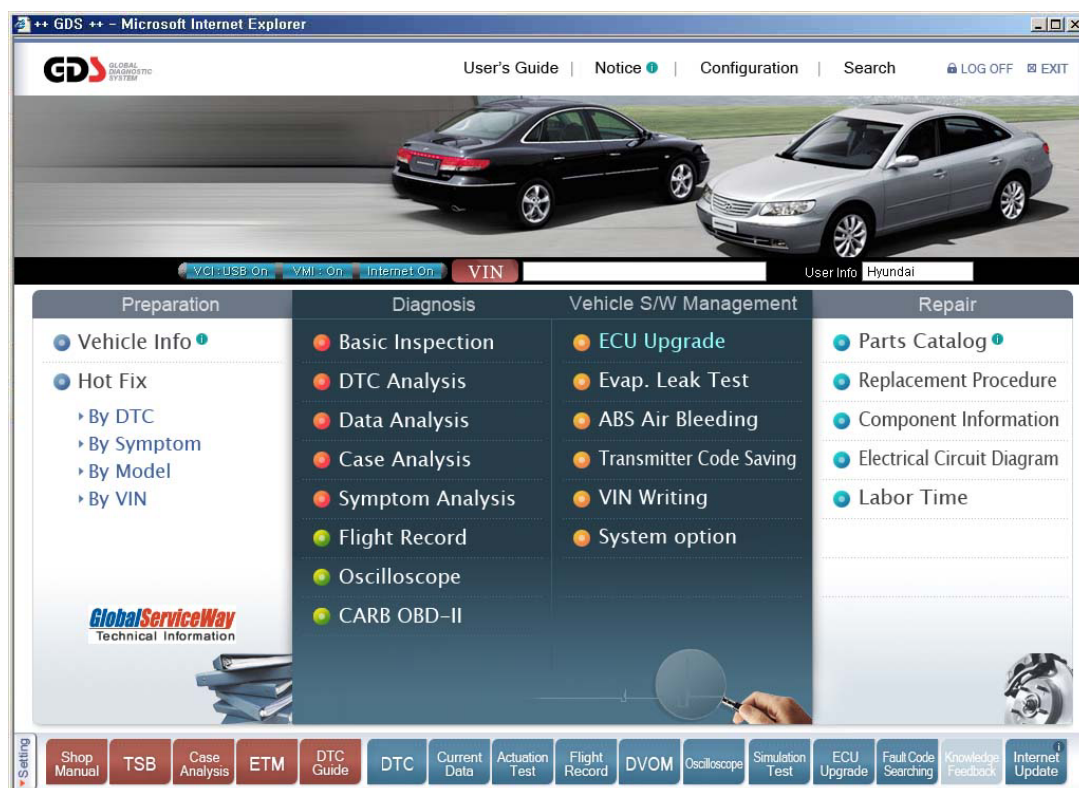 ++ GDS ++ - Microsoft Internet Explorer
GDS GLOBAL DIAGNOSTIC SYSTEM
User's Guide | Notice | Configuration | Search LOG OFF EXIT
VCI : USB On VMI : On Internet On VIN User Info Hyundai
Preparation
Vehicle Info
Hot Fix
By DTC
By Symptom
By Model
By VIN
GlobalServiceWay
Technical Information
Diagnosis
Basic Inspection
DTC Analysis
Data Analysis
Case Analysis
Symptom Analysis
Flight Record
Oscilloscope
CARB OBD-II
Vehicle S/W Management
ECU Upgrade
Evap. Leak Test
ABS Air Bleeding
Transmitter Code Saving
VIN Writing
System option
Repair
Parts Catalog
Replacement Procedure
Component Information
Electrical Circuit Diagram
Labor Time
Setting
Shop
Manual
TSB
Case
Analysis
ETM
DTC
Guide
DTC
Current
Data
Actuation
Test
Flight
Record
DVOM
Oscilloscope
Simulation
Test
ECU
Upgrade
Fault Code
Searching
Knowledge
Feedback
Internet
Update